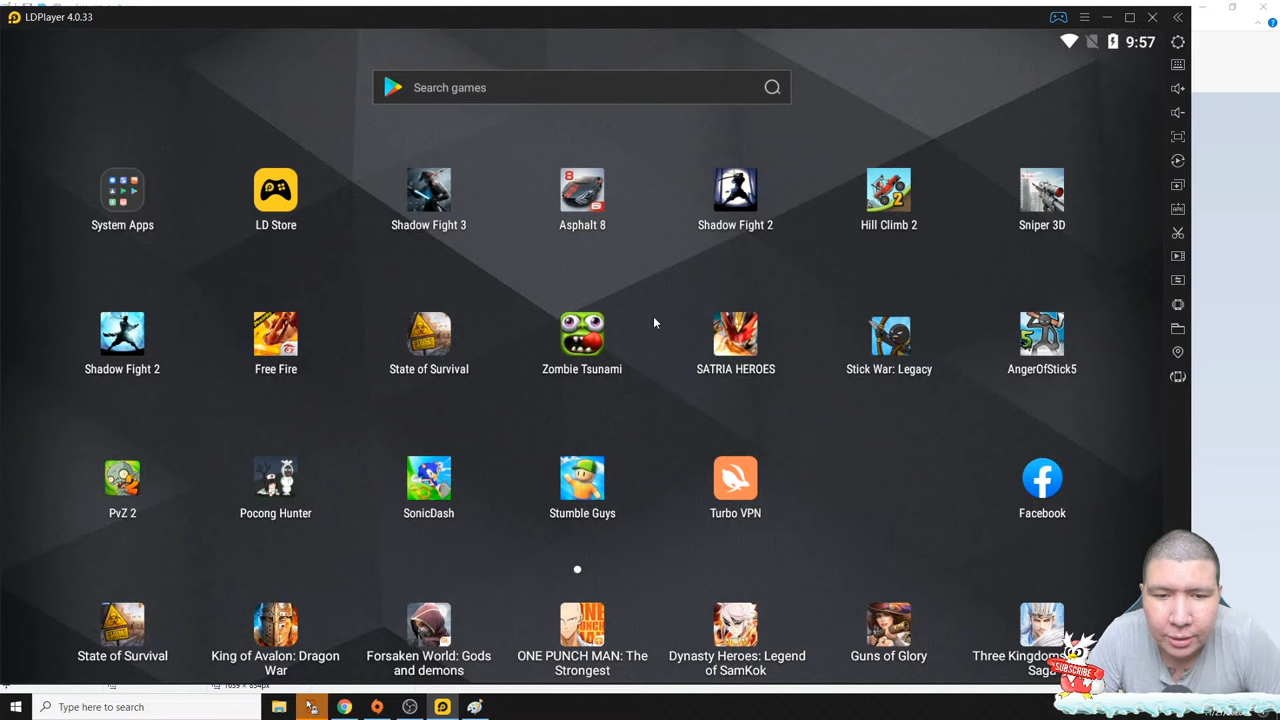 LDPlayer 4.0.33
9:57
Search games
System Apps
LD Store
Shadow Fight 3
Asphalt 8
Shadow Fight 2
Hill Climb 2
Sniper 3D
Shadow Fight 2
Free Fire
State of Survival
Zombie Tsunami
SATRIA HEROES
Stick War: Legacy
AngerOfStick5
PvZ 2
Pocong Hunter
SonicDash
Stumble Guys
Turbo VPN
Facebook
State of Survival
King of Avalon: Dragon
War
Forsaken World: Gods
and demons
ONE PUNCH MAN: The
Strongest
Dynasty Heroes: Legend
of SamKok
Guns of Glory
Three Kingdoms
Saga
SUBSCRIBE
Type here to search